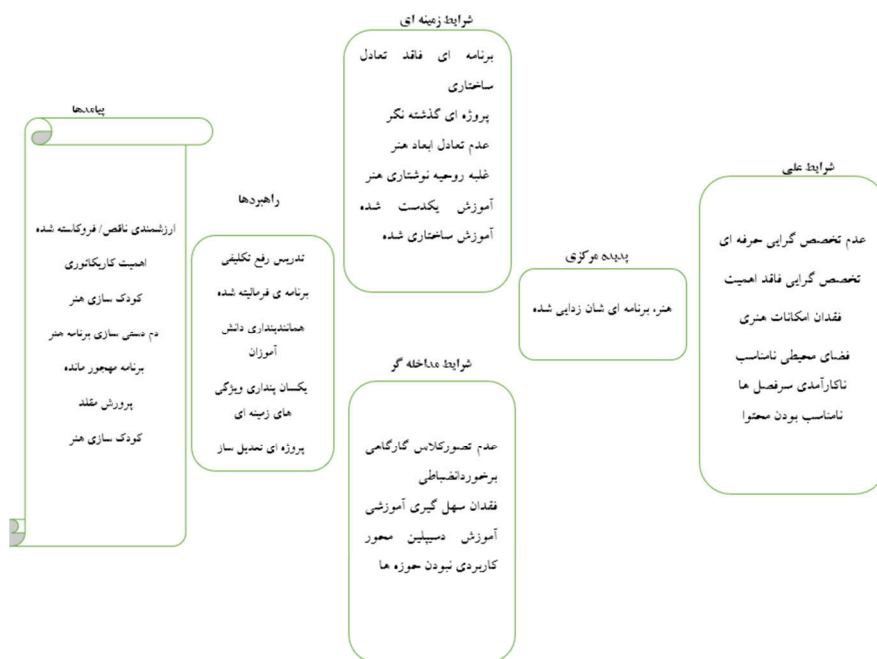 شرایط علی
عدم تخصص گرایی حرفه ای
تخصص گرایی فاقد اهمیت
فقدان امکانات هنری
فضای محیطی نامناسب
ناکارآمدی سرفصل ها
نامناسب بودن محتوا
پدیده مرکزی
هنر، برنامه ای شان زدایی شده
شرایط زمینه ای
برنامه ای فاقد تعادل
ساختاری
پروژه ای گذشته نگر
عدم تعادل ابعاد هنر
غلبه روحیه نوشتاری هنر
آموزش یکدست شده
آموزش ساختاری شده
شرایط مداخله گر
عدم تصورکلاس گارگاهی
برخوردانضباطی
فقدان سهل گیری آموزشی
آموزش دسیپلین محور
کاربردی نبودن حوزه ها
راهبردها
تدریس رفع تکلیفی
برنامه ی فرمالیته شده
همانندپنداری دانش
آموزان
یکسان پنداری ویژگی
های زمینه ای
پروژه ای تعدیل ساز
پیامدها
ارزشمندی ناقص/ فروکاسته شده
اهمیت کاریکاتوری
کودک سازی هنر
دم دستی سازی برنامه هنر
برنامه مهجور مانده
پرورش مقلد
کودک سازی هنر